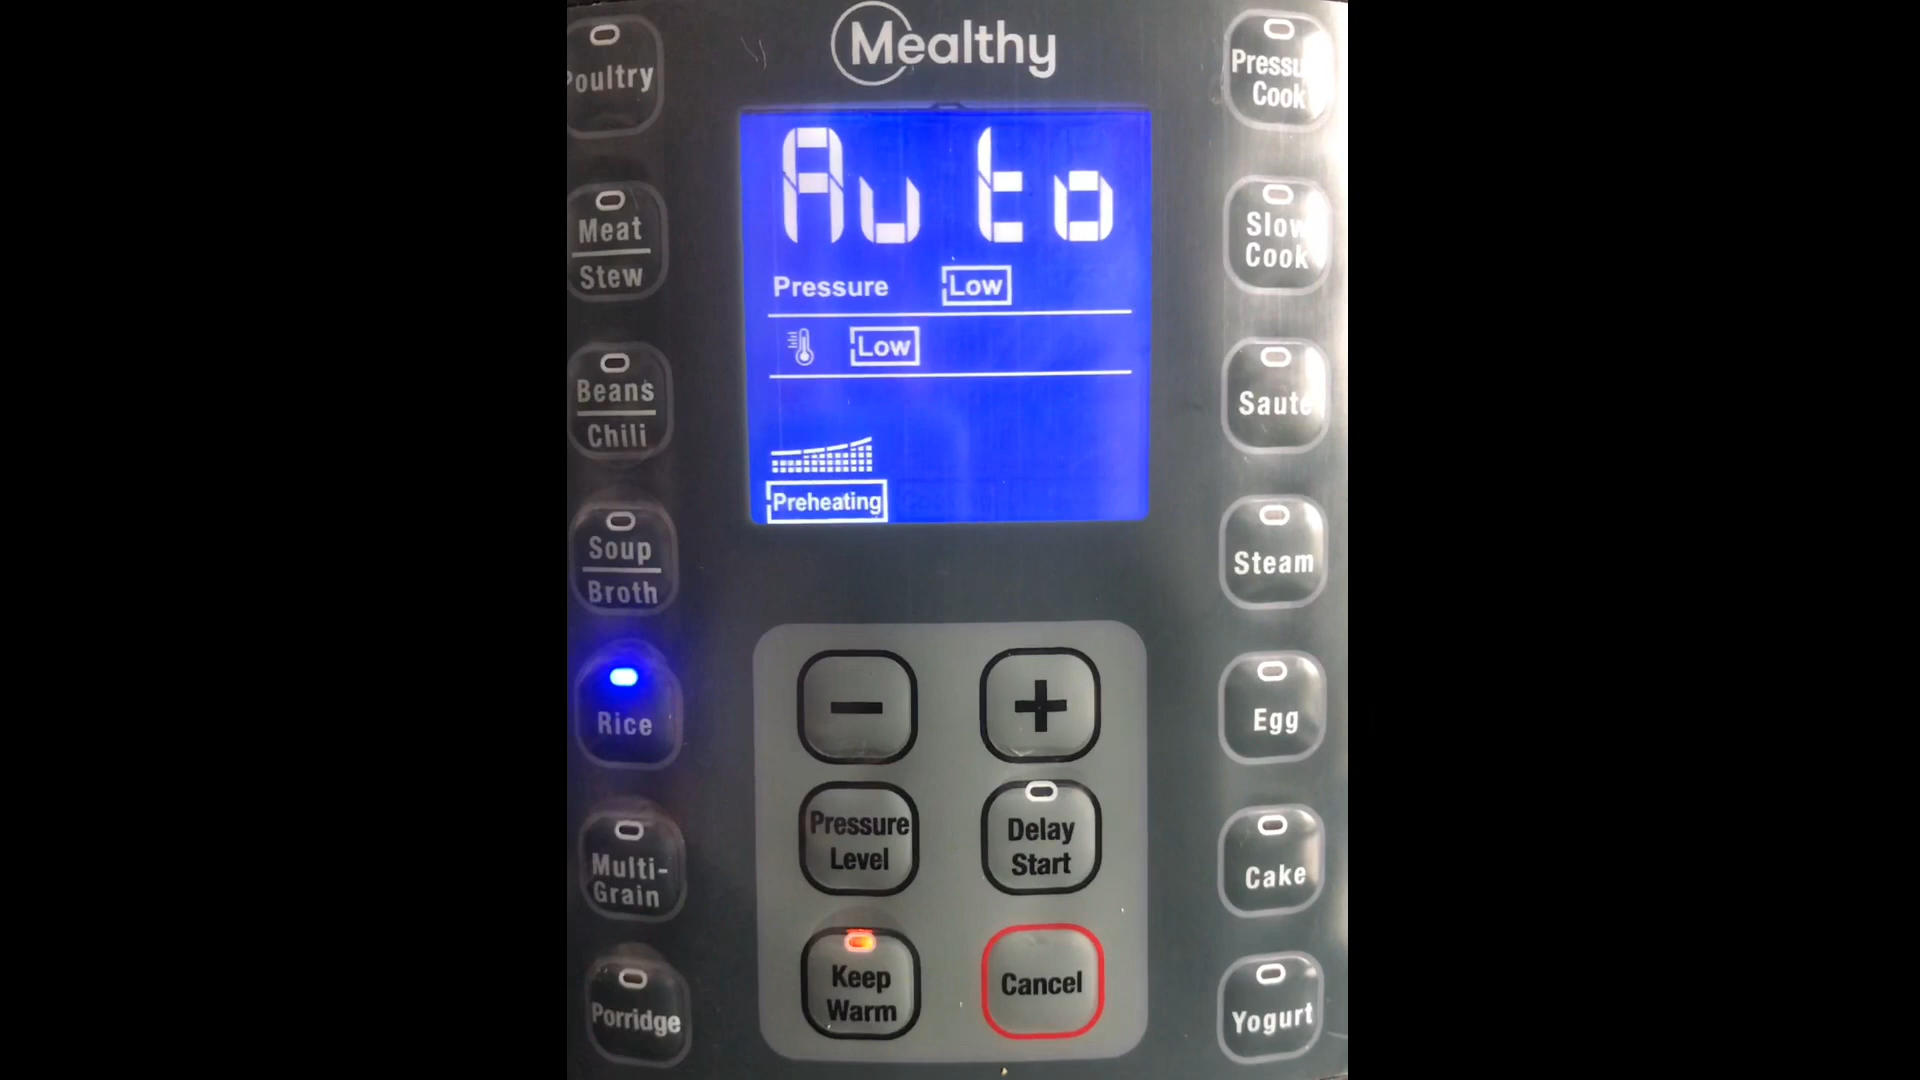 Mealthy
Auto
Pressure Low
Low
Preheating
Poultry
Meat
Stew
Beans
Chili
Soup
Broth
Rice
Multi-
Grain
Porridge
Pressure
Cook
Slow
Cook
Saute
Steam
Egg
Cake
Yogurt
−
+
Pressure
Level
Delay
Start
Keep
Warm
Cancel